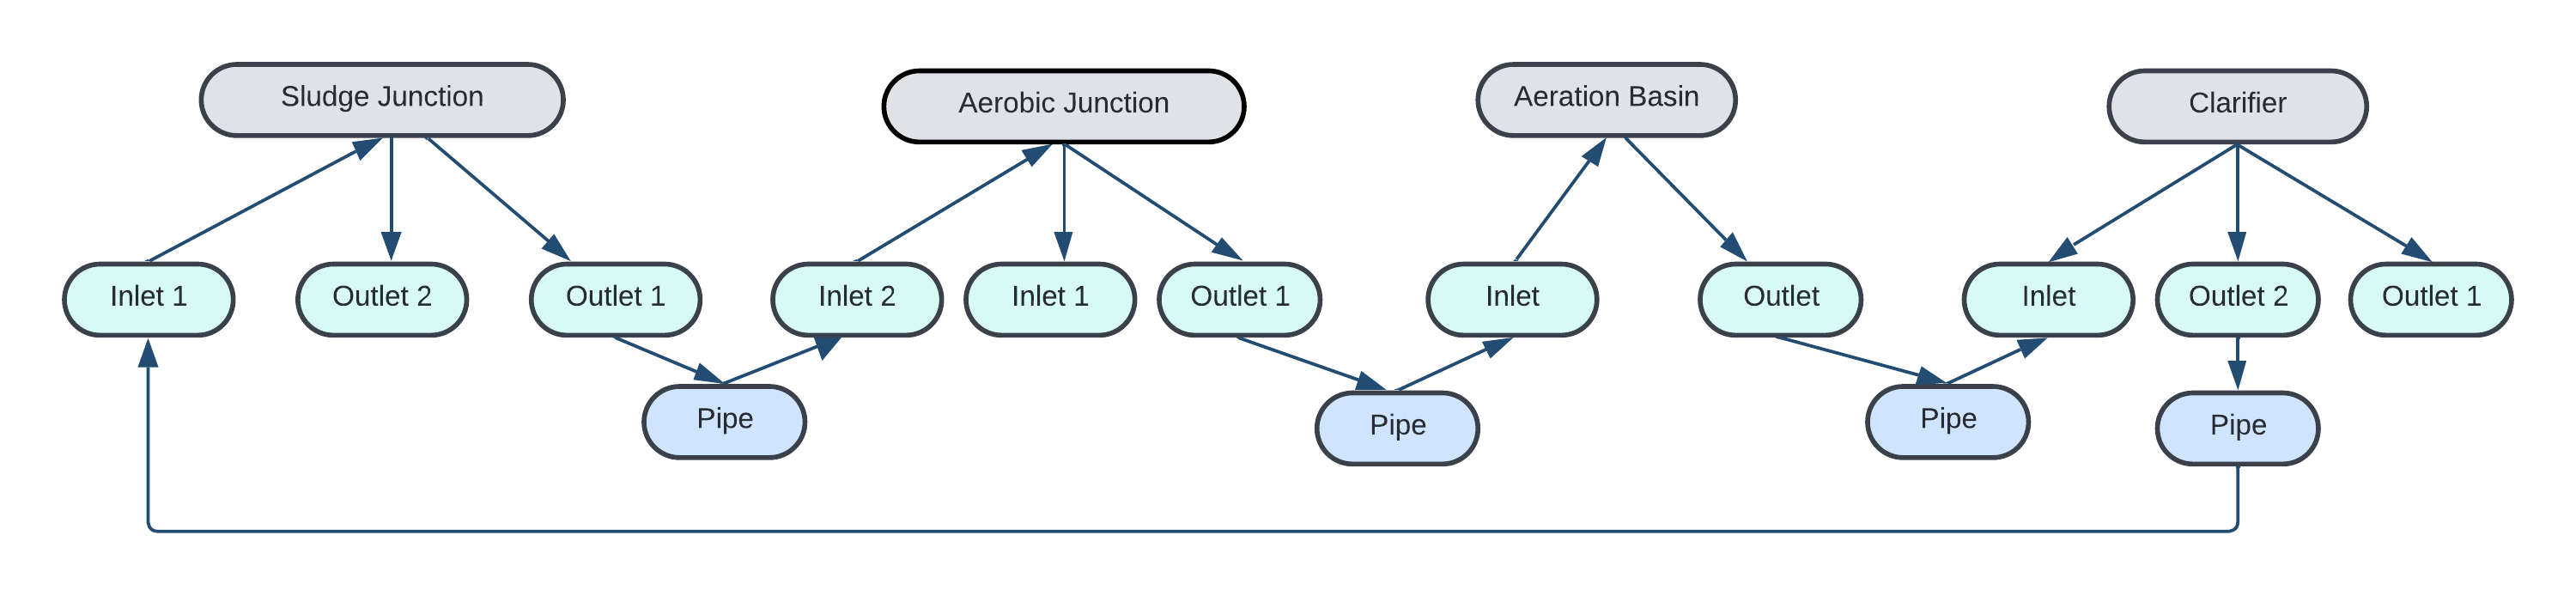 Sludge Junction
Aerobic Junction
Aeration Basin
Clarifier
Inlet 1
Outlet 2
Outlet 1
Inlet 2
Inlet 1
Outlet 1
Inlet
Outlet
Inlet
Outlet 2
Outlet 1
Pipe
Pipe
Pipe
Pipe